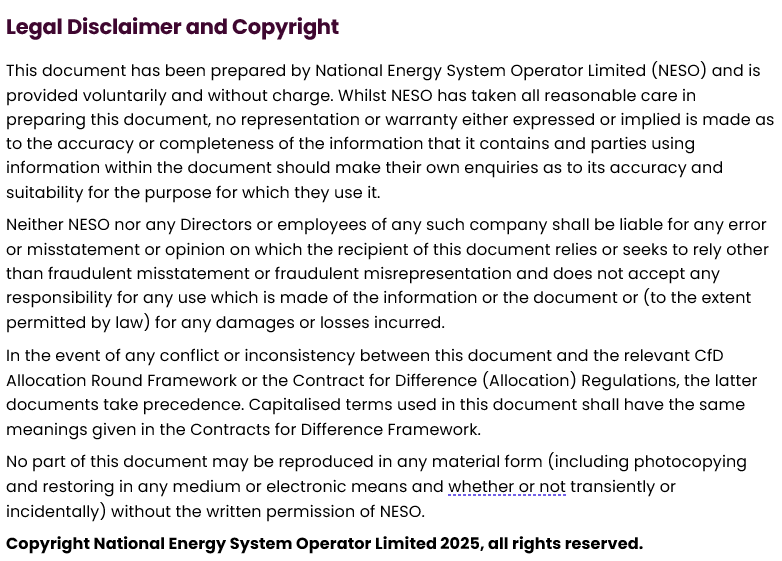 Legal Disclaimer and Copyright
This document has been prepared by National Energy System Operator Limited (NESO) and is
provided voluntarily and without charge. Whilst NESO has taken all reasonable care in
preparing this document, no representation or warranty either expressed or implied is made as
to the accuracy or completeness of the information that it contains and parties using
information within the document should make their own enquiries as to its accuracy and
suitability for the purpose for which they use it.
Neither NESO nor any Directors or employees of any such company shall be liable for any error
or misstatement or opinion on which the recipient of this document relies or seeks to rely other
than fraudulent misstatement or fraudulent misrepresentation and does not accept any
responsibility for any use which is made of the information or the document or (to the extent
permitted by law) for any damages or losses incurred.
In the event of any conflict or inconsistency between this document and the relevant CfD
Allocation Round Framework or the Contract for Difference (Allocation) Regulations, the latter
documents take precedence. Capitalised terms used in this document shall have the same
meanings given in the Contracts for Difference Framework.
No part of this document may be reproduced in any material form (including photocopying
and restoring in any medium or electronic means and whether or not transiently or
incidentally) without the written permission of NESO.
Copyright National Energy System Operator Limited 2025, all rights reserved.